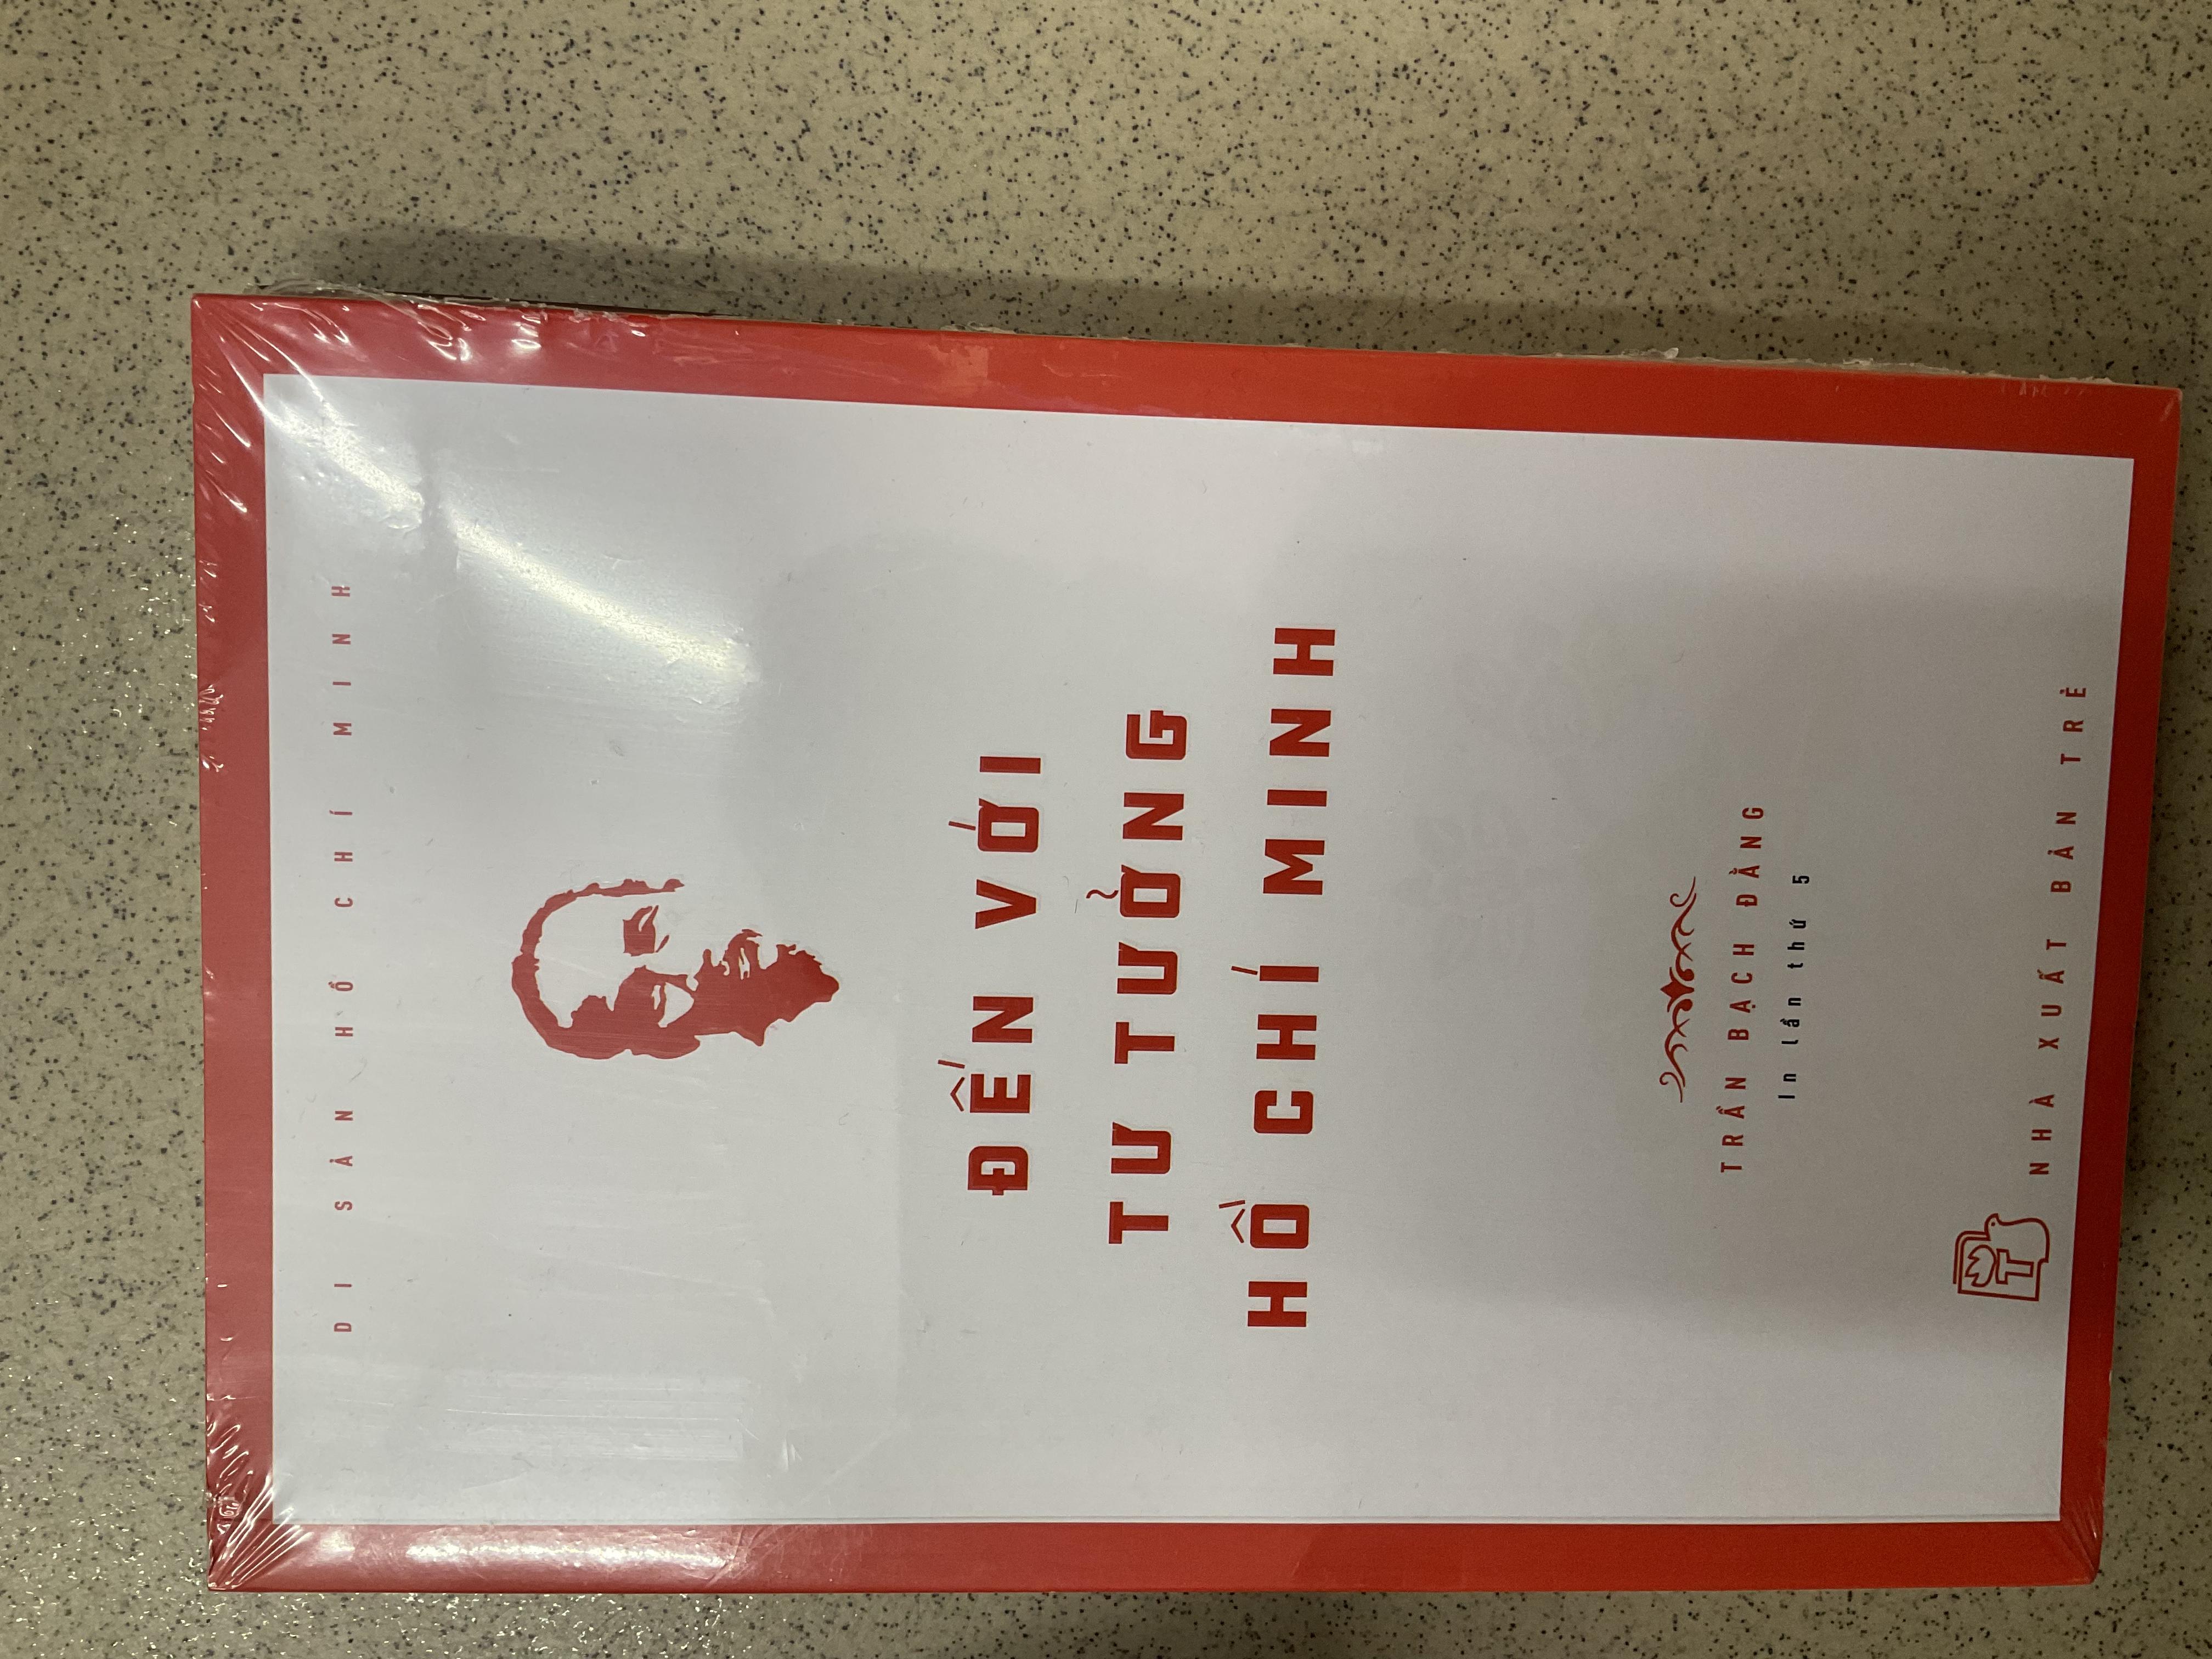 DI SẢN HỒ CHÍ MINH
ĐẾN VỚI
TƯ TƯỞNG
HỒ CHÍ MINH
TRẦN BẠCH ĐẰNG
In lần thứ 5
T
NHÀ XUẤT BẢN TRẺ